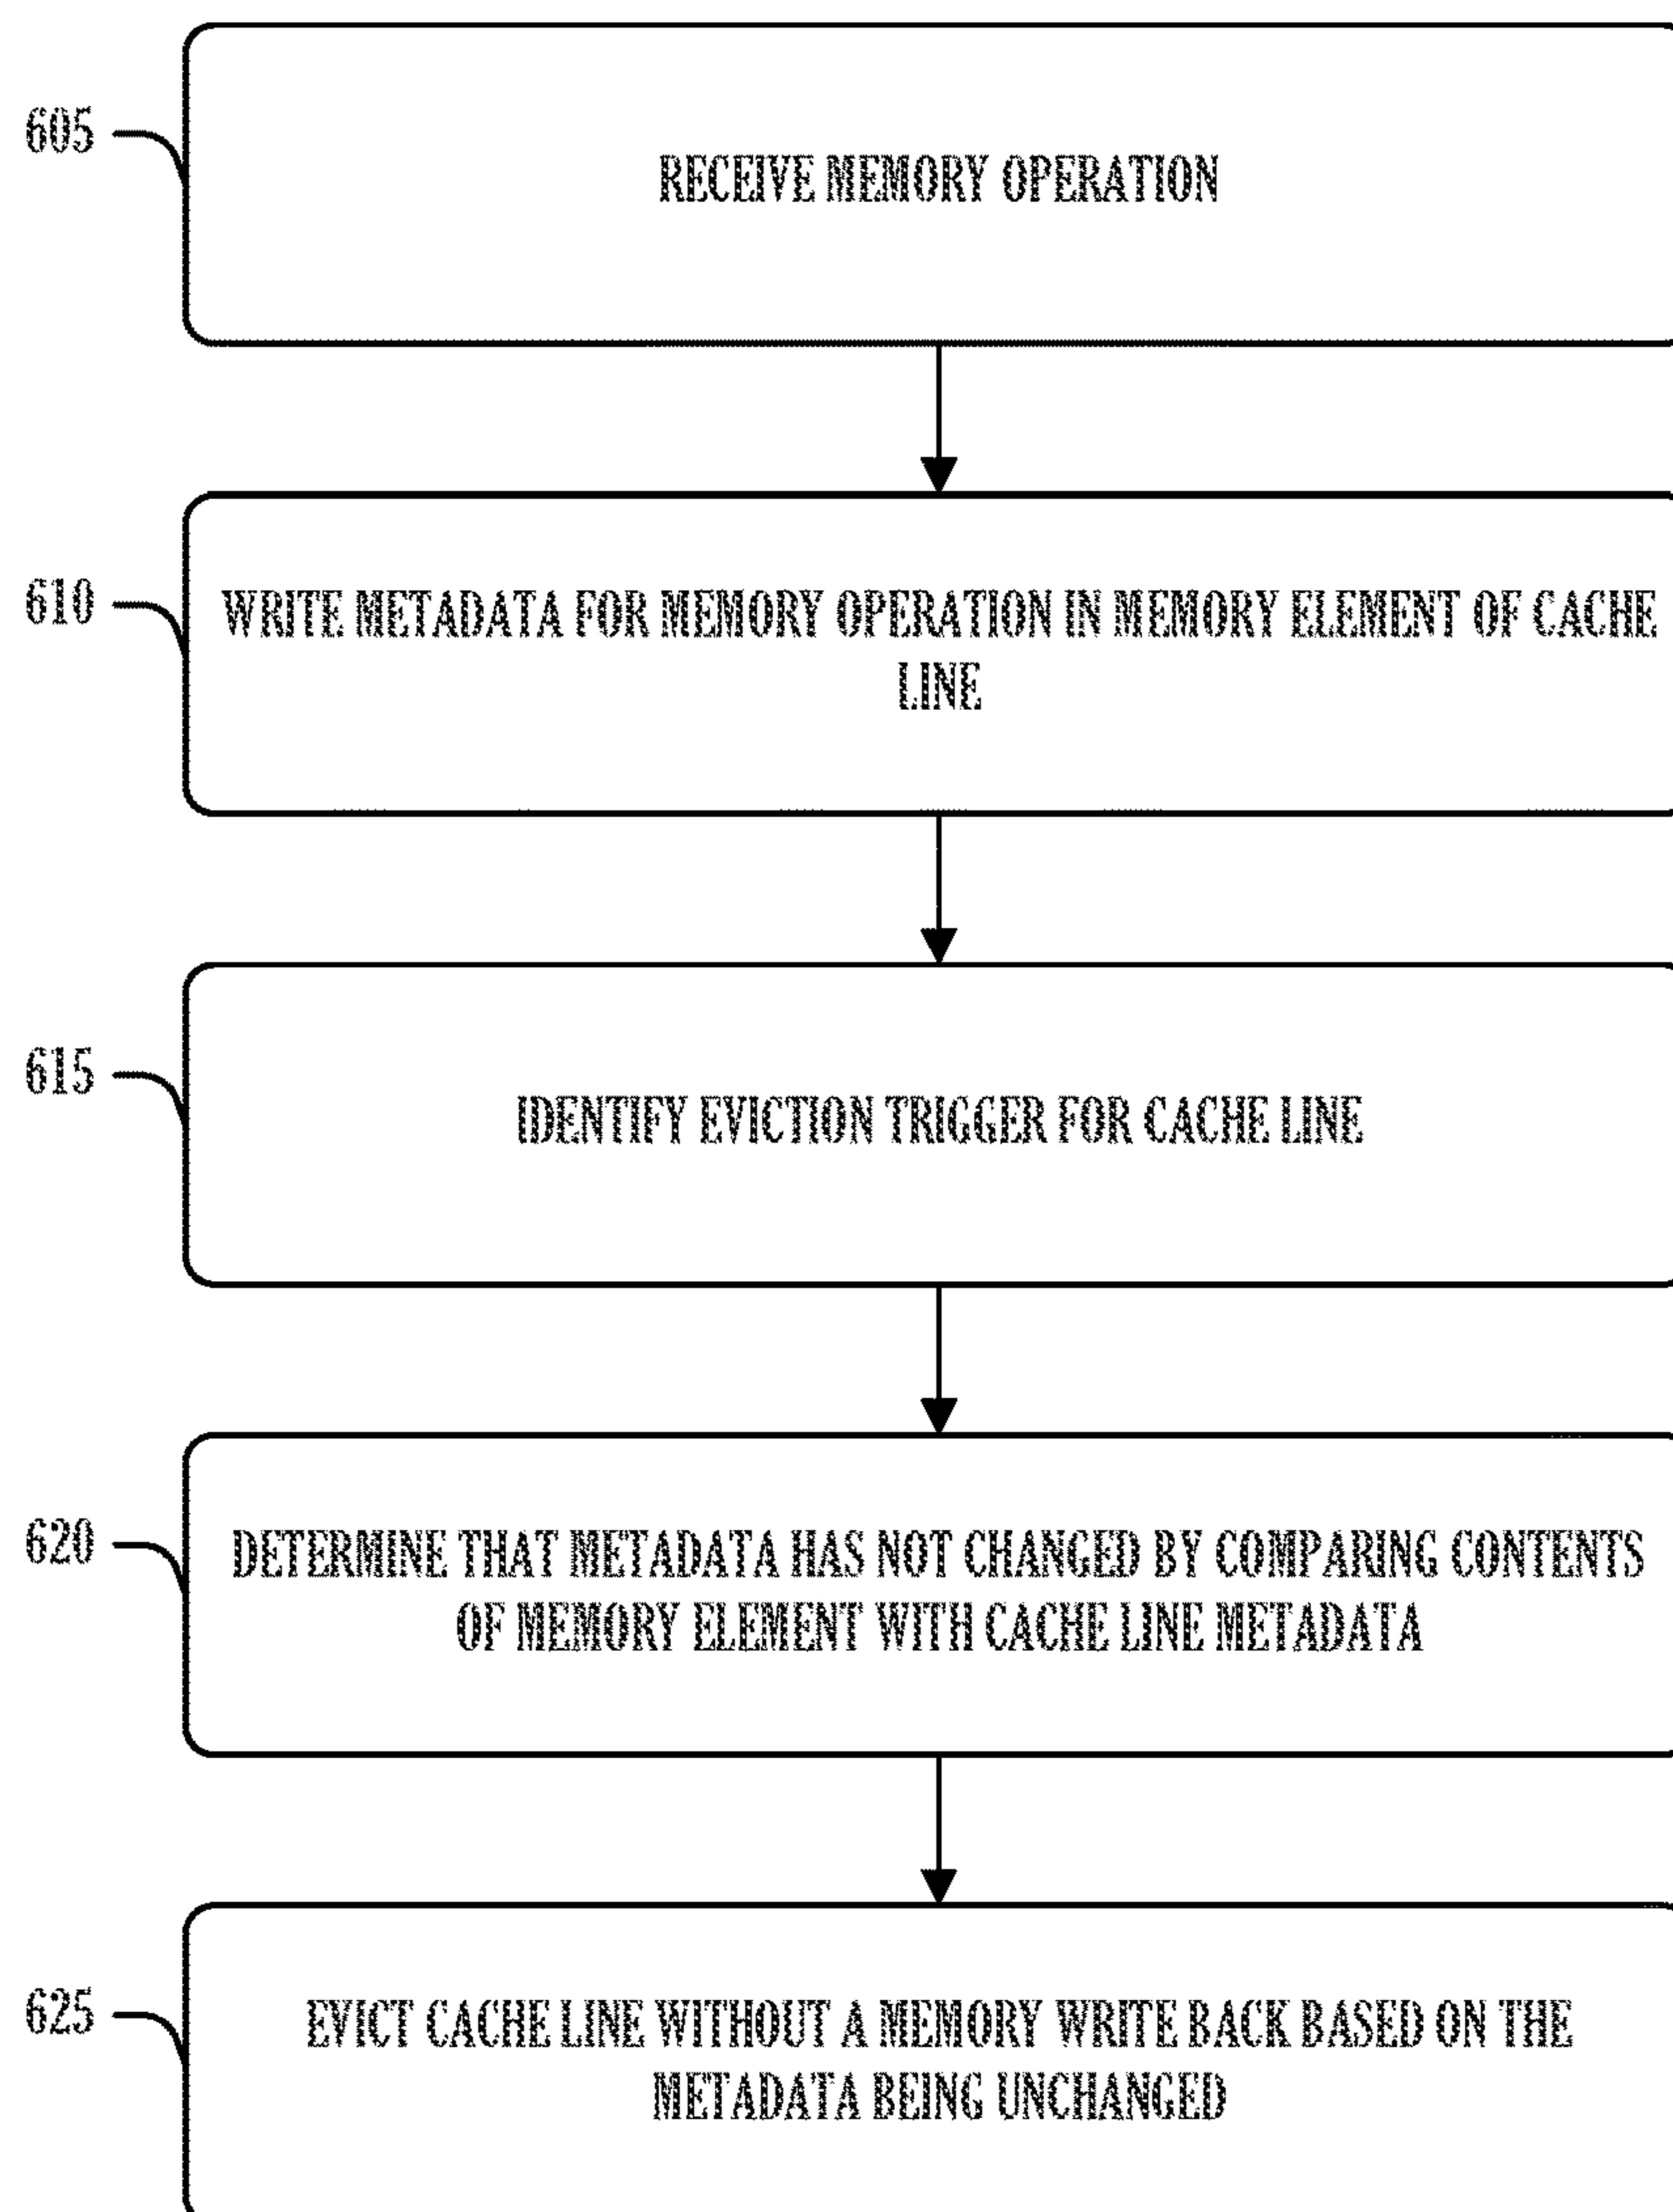 605
RECEIVE MEMORY OPERATION
610
WRITE METADATA FOR MEMORY OPERATION IN MEMORY ELEMENT OF CACHE
LINE
615
IDENTIFY EVICTION TRIGGER FOR CACHE LINE
620
DETERMINE THAT METADATA HAS NOT CHANGED BY COMPARING CONTENTS
OF MEMORY ELEMENT WITH CACHE LINE METADATA
625
EVICT CACHE LINE WITHOUT A MEMORY WRITE BACK BASED ON THE
METADATA BEING UNCHANGED